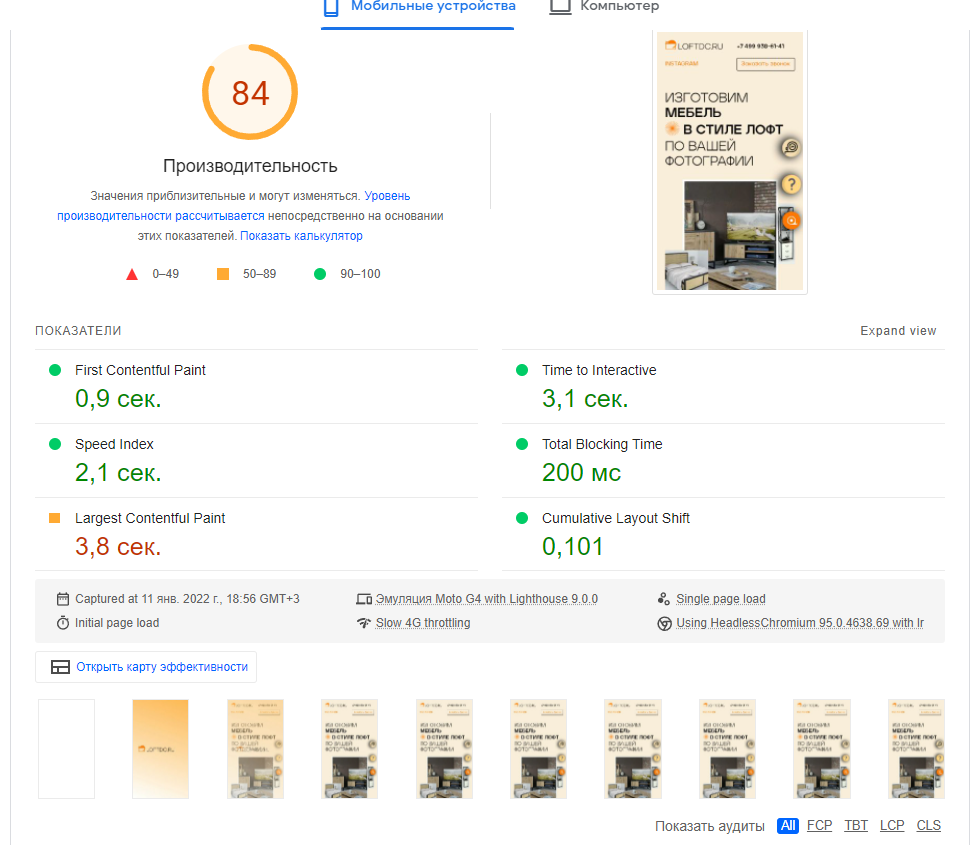 Мобильные устройства
Компьютер
84
Производительность
Значения приблизительные и могут изменяться. Уровень
производительности рассчитывается непосредственно на основании
этих показателей. Показать калькулятор
0–49
50–89
90–100
LOFTDC.RU
+7 499 938-61-41
INSTAGRAM
Заказать звонок
ИЗГОТОВИМ
МЕБЕЛЬ
В СТИЛЕ ЛОФТ
ПО ВАШЕЙ
ФОТОГРАФИИ
?
ПОКАЗАТЕЛИ
Expand view
First Contentful Paint
0,9 сек.
Time to Interactive
3,1 сек.
Speed Index
2,1 сек.
Total Blocking Time
200 мс
Largest Contentful Paint
3,8 сек.
Cumulative Layout Shift
0,101
Captured at 11 янв. 2022 г., 18:56 GMT+3
Эмуляция Moto G4 with Lighthouse 9.0.0
Single page load
Initial page load
Slow 4G throttling
Using HeadlessChromium 95.0.4638.69 with lr
Открыть карту эффективности
LOFTDC.RU
Показать аудиты
All
FCP
TBT
LCP
CLS